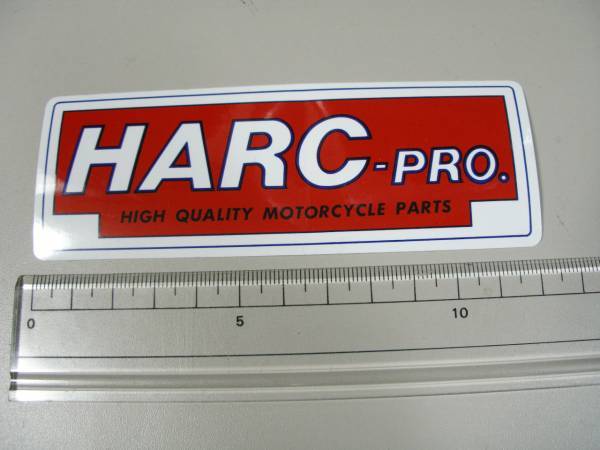 HARC-PRO.
HIGH QUALITY MOTORCYCLE PARTS
0 5 10